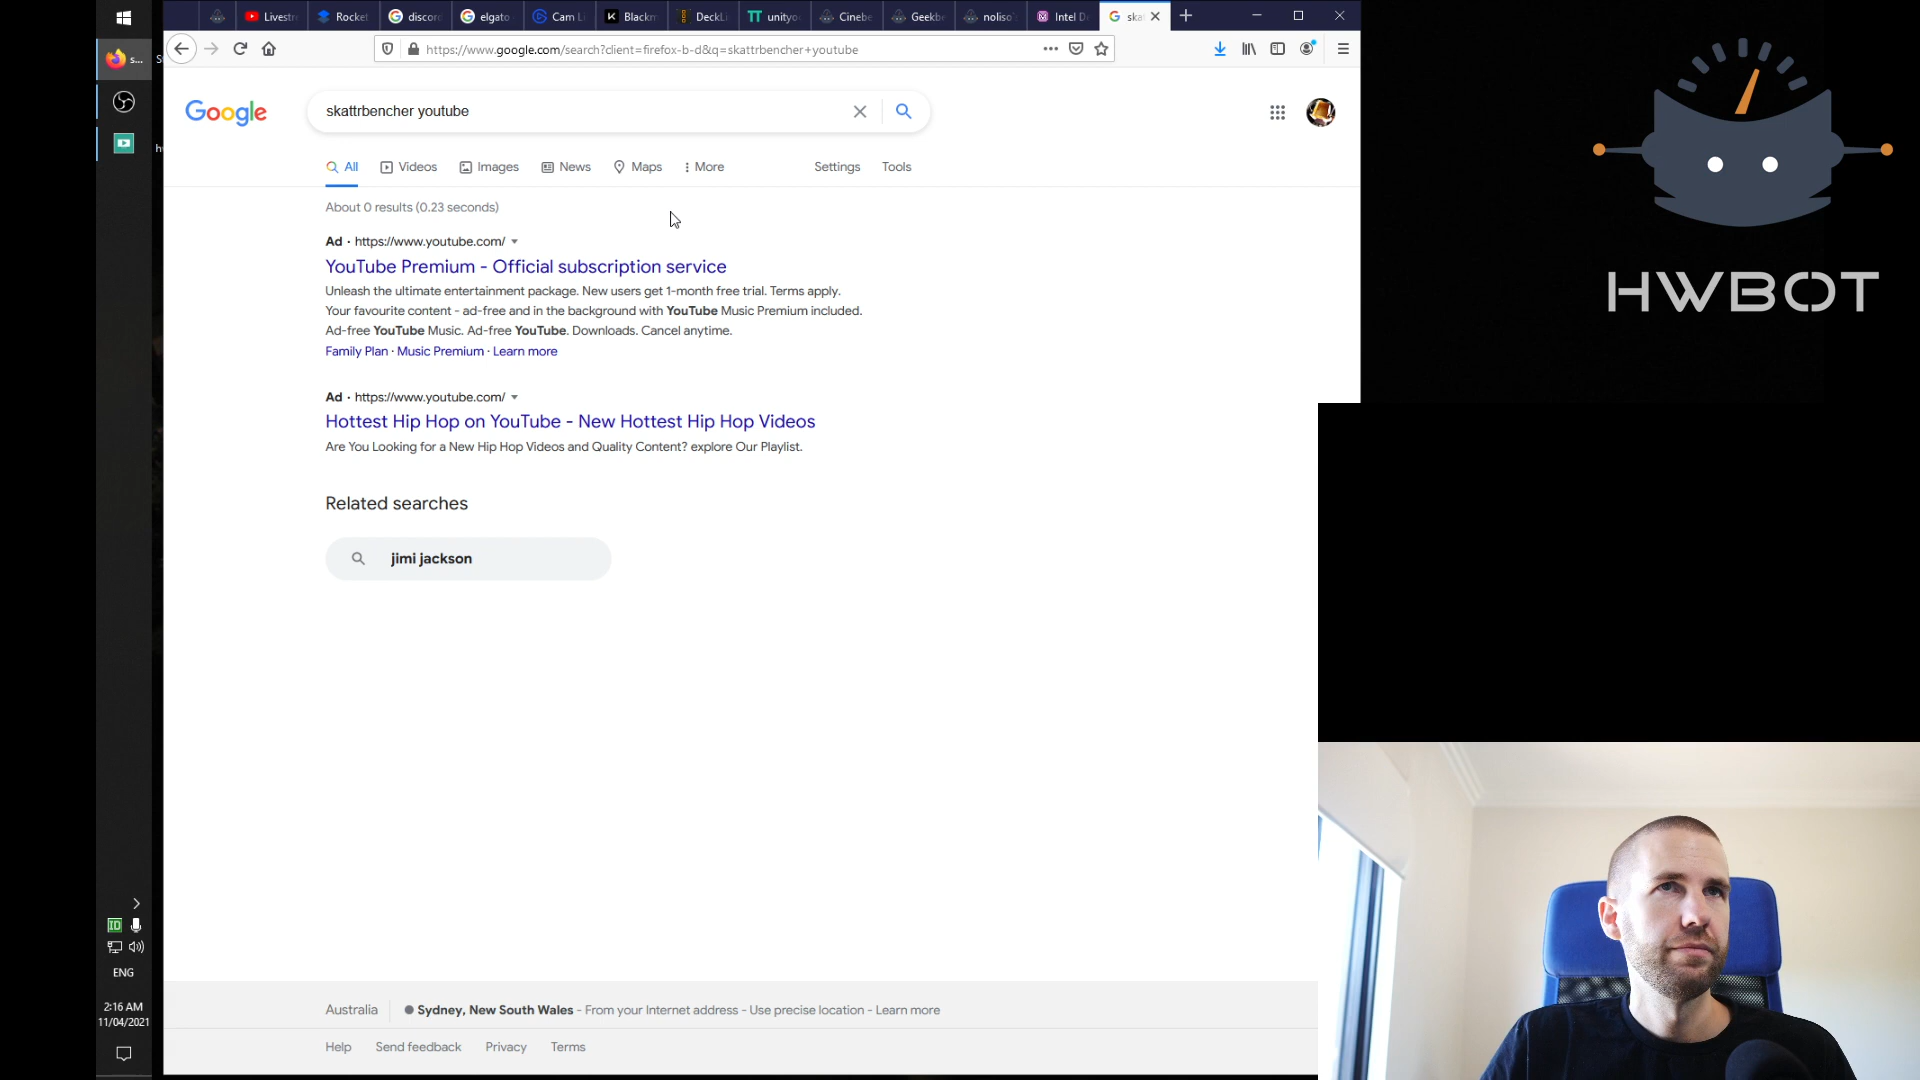 Livestr
Rocket
discord
elgato
Cam Li
Blackm
DeckLi
unityo
Cinebe
Geekbe
noliso
Intel De
ska
https://www.google.com/search?client=firefox-b-d&q=skattrbencher+youtube
s...
Google
skattrbencher youtube
All
Videos
Images
News
Maps
More
Settings
Tools
About 0 results (0.23 seconds)
Ad · https://www.youtube.com/
YouTube Premium - Official subscription service
Unleash the ultimate entertainment package. New users get 1-month free trial. Terms apply.
Your favourite content - ad-free and in the background with YouTube Music Premium included.
Ad-free YouTube Music. Ad-free YouTube. Downloads. Cancel anytime.
Family Plan · Music Premium · Learn more
Ad · https://www.youtube.com/
Hottest Hip Hop on YouTube - New Hottest Hip Hop Videos
Are You Looking for a New Hip Hop Videos and Quality Content? explore Our Playlist.
Related searches
jimi jackson
HWBOT
ID
ENG
2:16 AM
11/04/2021
Australia
Sydney, New South Wales - From your Internet address - Use precise location - Learn more
Help
Send feedback
Privacy
Terms